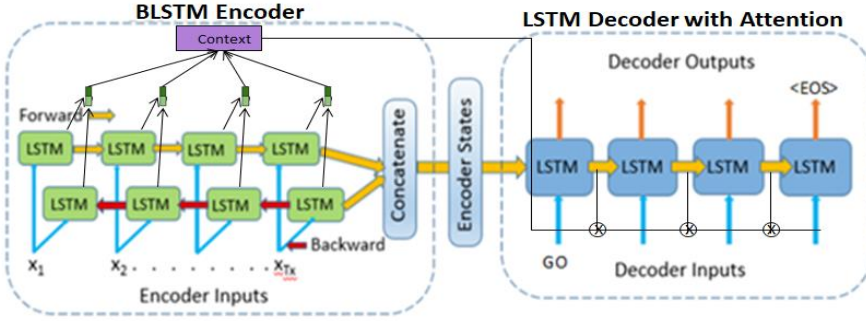 BLSTM Encoder
LSTM Decoder with Attention
Context
Decoder Outputs
<EOS>
Forward
LSTM LSTM LSTM LSTM
LSTM LSTM LSTM LSTM
Concatenate
Encoder States
LSTM LSTM LSTM LSTM
Backward
X X X
x1 x2 . . . . . . . . . xTx
GO
Encoder Inputs
Decoder Inputs